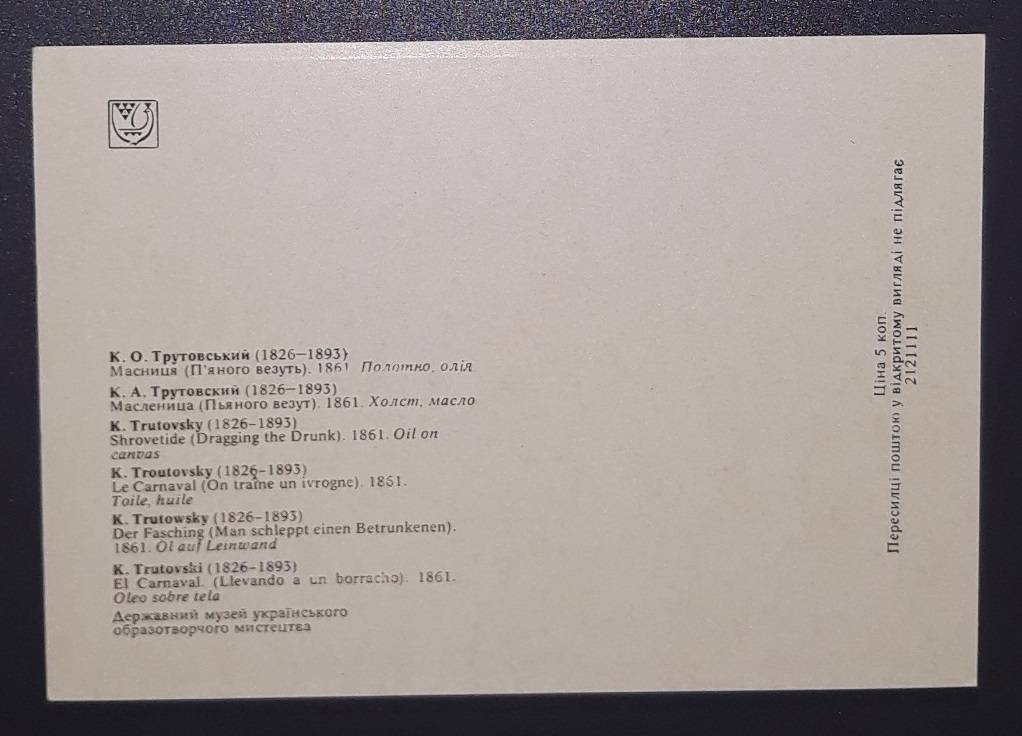 К. О. Трутовський (1826—1893)
Масниця (П'яного везуть). 1861 Полотно, олія
К. А. Трутовский (1826—1893)
Масленица (Пьяного везут). 1861. Холст, масло
K. Trutovsky (1826–1893)
Shrovetide (Dragging the Drunk). 1861. Oil on
canvas
K. Troutovsky (1826–1893)
Le Carnaval (On traîne un ivrogne). 1861.
Toile, huile
K. Trutowsky (1826–1893)
Der Fasching (Man schleppt einen Betrunkenen).
1861. Öl auf Leinwand
K. Trutovski (1826–1893)
El Carnaval. (Llevando a un borracho). 1861.
Oleo sobre tela
Державний музей українського
образотворчого мистецтва
Ціна 5 коп.
Пересилці поштою у відкритому вигляді не підлягає
2121111